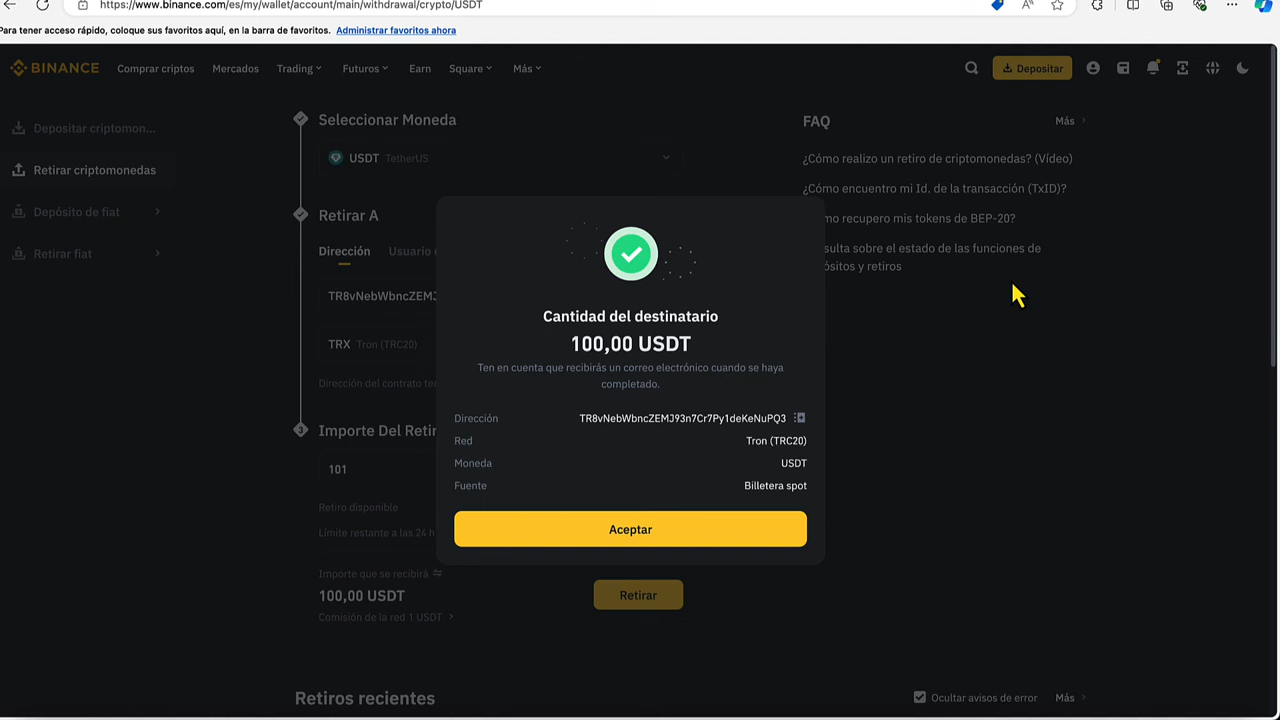 https://www.binance.com/es/my/wallet/account/main/withdrawal/crypto/USDT
Para tener acceso rápido, coloque sus favoritos aquí, en la barra de favoritos. Administrar favoritos ahora
BINANCE Comprar criptos Mercados Trading Futuros Earn Square Más Depositar
Depositar criptomon...
Retirar criptomonedas
Depósito de fiat
Retirar fiat
Seleccionar Moneda
USDT TetherUS
Retirar A
Dirección Usuario
TR8vNebWbncZEMJ
TRX Tron (TRC20)
Dirección del contrato
3 Importe Del Retir
101
Retiro disponible
Límite restante a las 24 h
Importe que se recibirá
100,00 USDT
Comisión de la red 1 USDT
Retirar
Cantidad del destinatario
100,00 USDT
Ten en cuenta que recibirás un correo electrónico cuando se haya
completado.
Dirección TR8vNebWbncZEMJ93n7Cr7Py1deKeNuPQ3
Red Tron (TRC20)
Moneda USDT
Fuente Billetera spot
Aceptar
FAQ Más
¿Cómo realizo un retiro de criptomonedas? (Vídeo)
¿Cómo encuentro mi Id. de la transacción (TxID)?
mo recupero mis tokens de BEP-20?
sulta sobre el estado de las funciones de
ósitos y retiros
Retiros recientes
Ocultar avisos de error Más